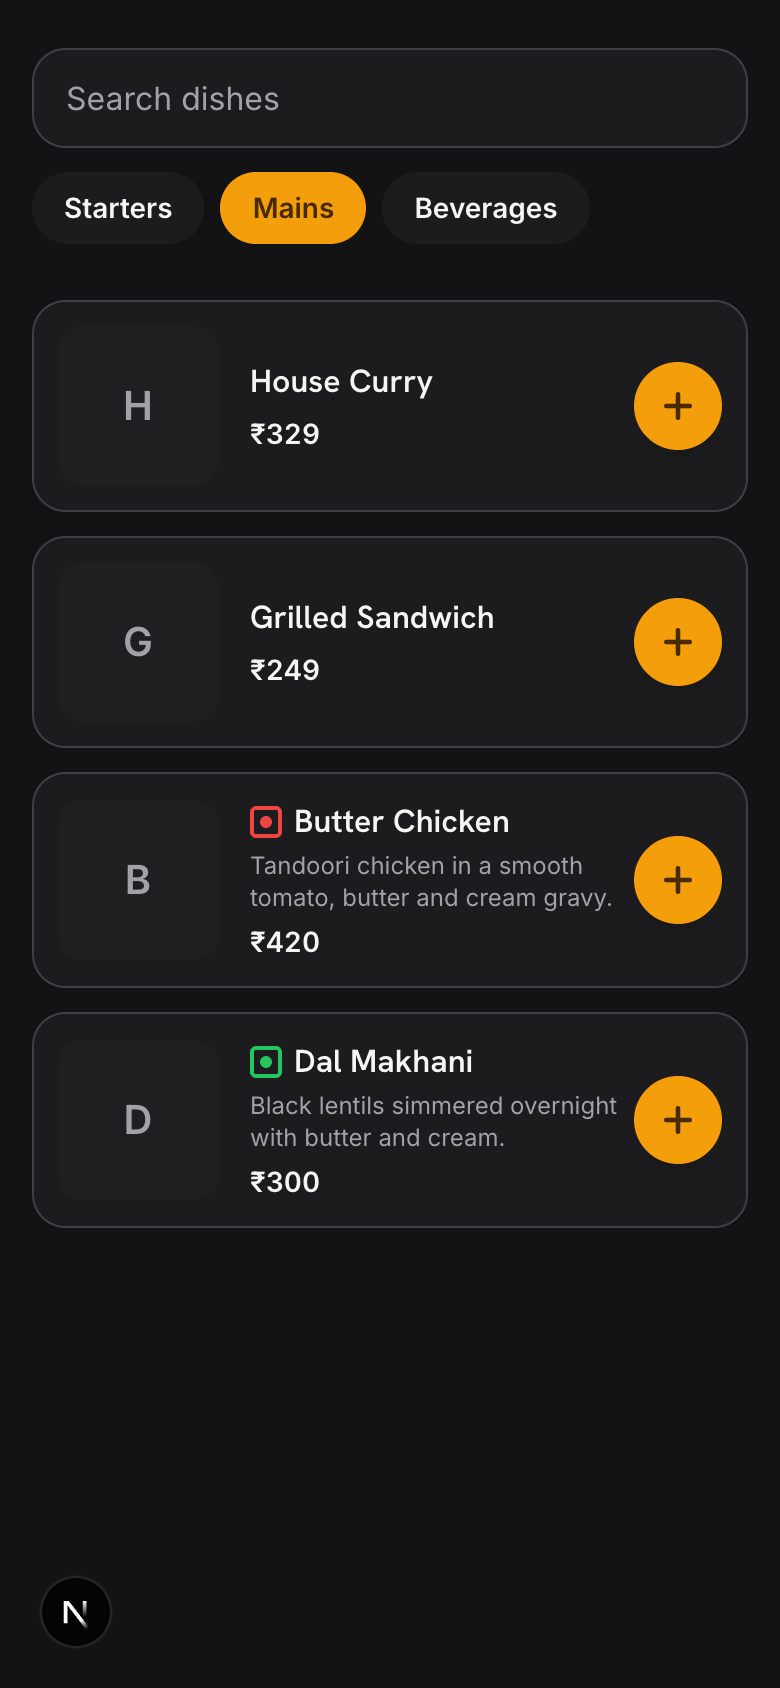 Search dishes
Starters
Mains
Beverages
H
House Curry
₹329
+
G
Grilled Sandwich
₹249
+
B
Butter Chicken
Tandoori chicken in a smooth
tomato, butter and cream gravy.
₹420
+
D
Dal Makhani
Black lentils simmered overnight
with butter and cream.
₹300
+
N